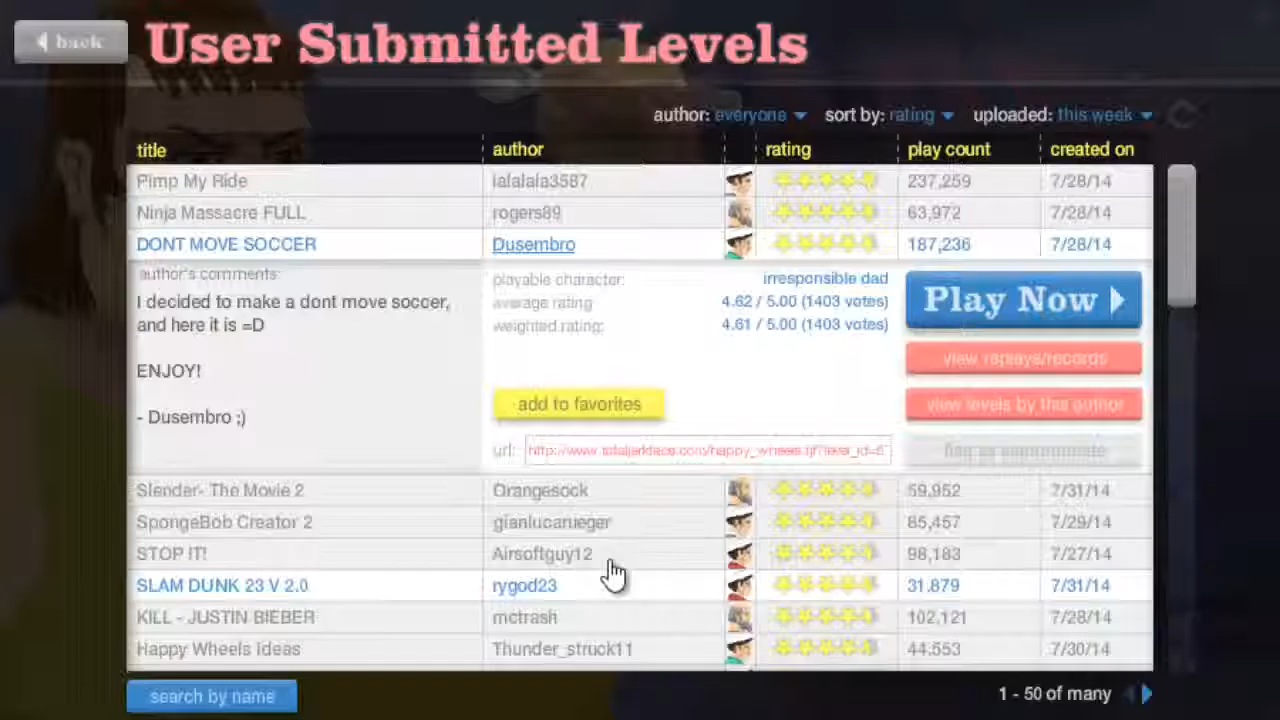 back
User Submitted Levels
author: everyone sort by: rating uploaded: this week
title author rating play count created on
Pimp My Ride lalalala3587 237,259 7/28/14
Ninja Massacre FULL rogers89 63,972 7/28/14
DONT MOVE SOCCER Dusembro 187,236 7/28/14
author's comments:
I decided to make a dont move soccer,
and here it is =D
ENJOY!
- Dusembro ;)
playable character: irresponsible dad
average rating 4.62 / 5.00 (1403 votes)
weighted rating: 4.61 / 5.00 (1403 votes)
add to favorites
url:
Play Now
view replays/records
view levels by this author
flag as inappropriate
Slender- The Movie 2 Orangesock 59,952 7/31/14
SpongeBob Creator 2 gianlucarueger 85,457 7/29/14
STOP IT! Airsoftguy12 98,183 7/27/14
SLAM DUNK 23 V 2.0 rygod23 31,879 7/31/14
KILL - JUSTIN BIEBER mctrash 102,121 7/28/14
Happy Wheels Ideas Thunder_struck11 44,553 7/30/14
search by name
1 - 50 of many